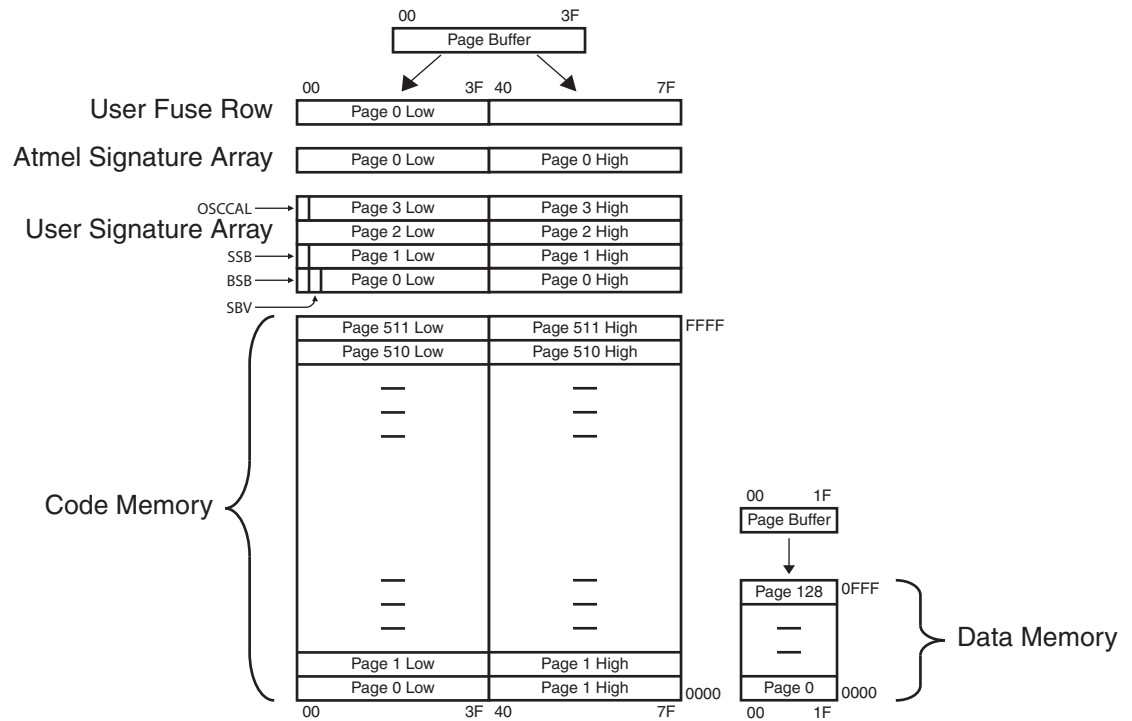 00 3F
Page Buffer
00 3F 40 7F
User Fuse Row Page 0 Low
Atmel Signature Array Page 0 Low Page 0 High
OSCCAL Page 3 Low Page 3 High
User Signature Array Page 2 Low Page 2 High
SSB Page 1 Low Page 1 High
BSB Page 0 Low Page 0 High
SBV
Page 511 Low Page 511 High FFFF
Page 510 Low Page 510 High
Code Memory
00 1F
Page Buffer
Page 128 0FFF
Data Memory
Page 1 Low Page 1 High
Page 0 Low Page 1 High 0000 Page 0 0000
00 3F 40 7F 00 1F